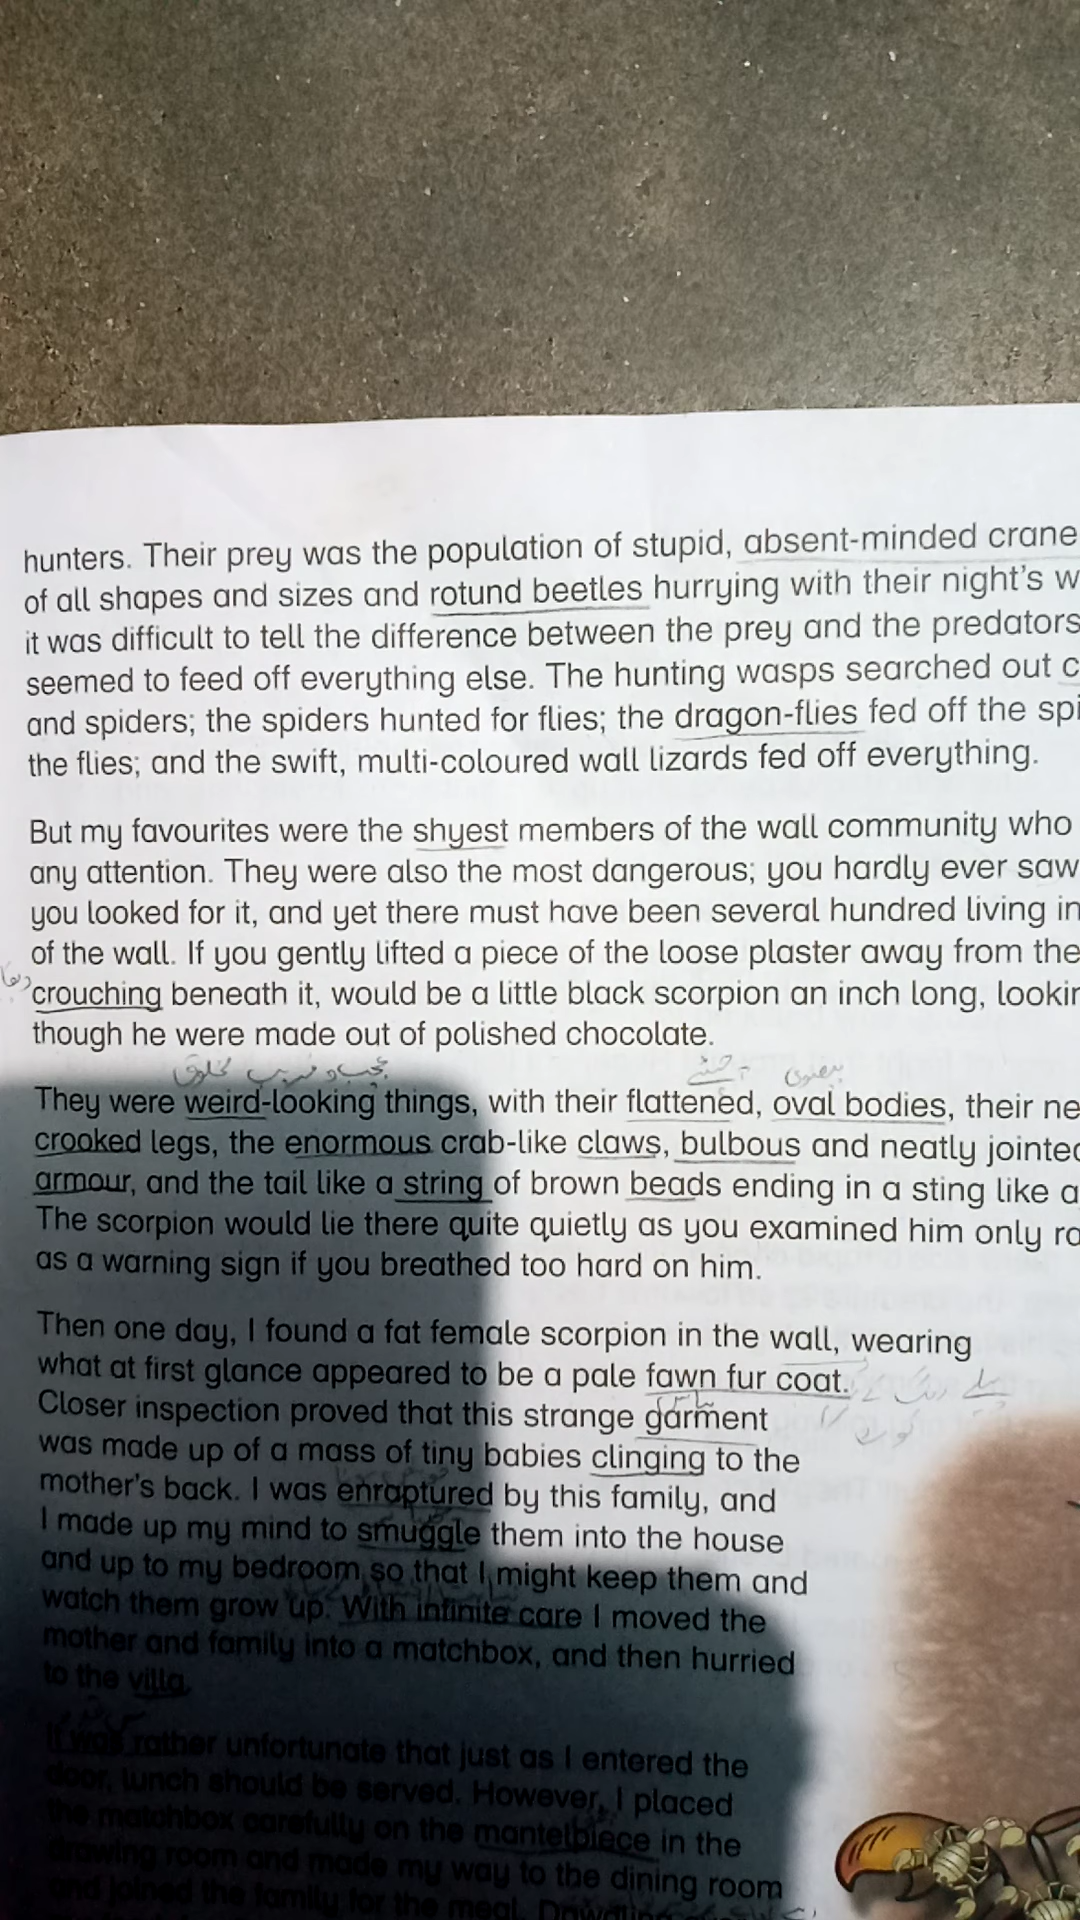 hunters. Their prey was the population of stupid, absent-minded crane
of all shapes and sizes and rotund beetles hurrying with their night's w
it was difficult to tell the difference between the prey and the predators
seemed to feed off everything else. The hunting wasps searched out c
and spiders; the spiders hunted for flies; the dragon-flies fed off the spi
the flies; and the swift, multi-coloured wall lizards fed off everything.
But my favourites were the shyest members of the wall community who
any attention. They were also the most dangerous; you hardly ever saw
you looked for it, and yet there must have been several hundred living in
of the wall. If you gently lifted a piece of the loose plaster away from the
crouching beneath it, would be a little black scorpion an inch long, lookin
though he were made out of polished chocolate.
عجیب و غریب مخلوق
بیضوی
They were weird-looking things, with their flattened, oval bodies, their ne
crooked legs, the enormous crab-like claws, bulbous and neatly jointed
armour, and the tail like a string of brown beads ending in a sting like a
The scorpion would lie there quite quietly as you examined him only ra
as a warning sign if you breathed too hard on him.
Then one day, I found a fat female scorpion in the wall, wearing
what at first glance appeared to be a pale fawn fur coat.
Closer inspection proved that this strange garment
was made up of a mass of tiny babies clinging to the
mother's back. I was enraptured by this family, and
I made up my mind to smuggle them into the house
and up to my bedroom so that I might keep them and
watch them grow up. With infinite care I moved the
mother and family into a matchbox, and then hurried
to the villa.
It was rather unfortunate that just as I entered the
door, lunch should be served. However, I placed
the matchbox carefully on the mantelpiece in the
drawing room and made my way to the dining room
and joined the family for the meal.